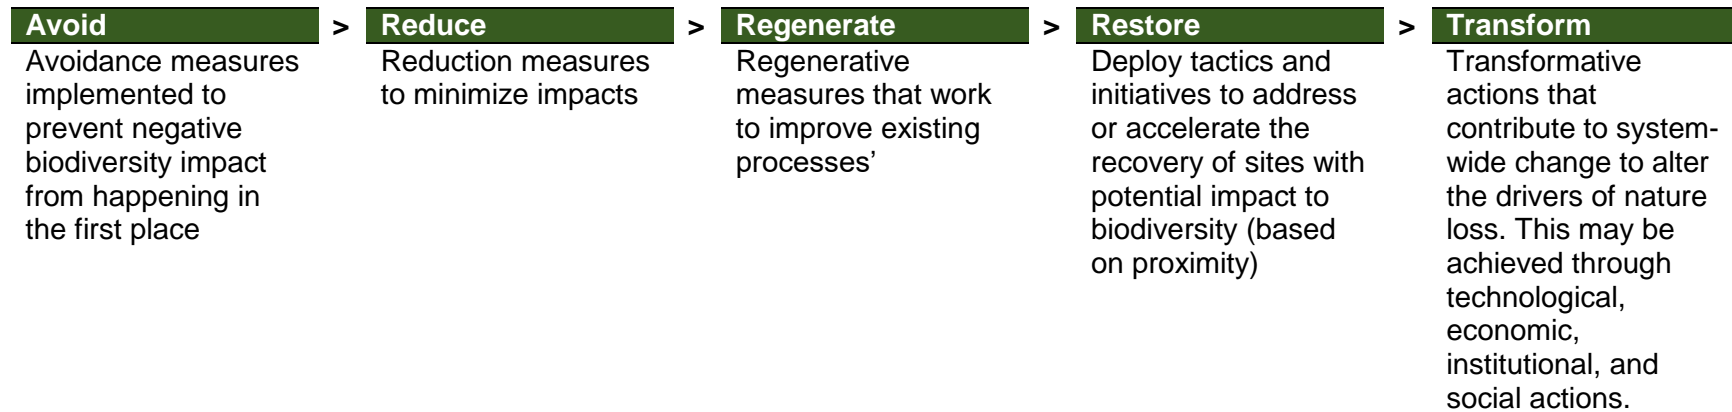 Avoid > Reduce > Regenerate > Restore > Transform
Avoidance measures
implemented to
prevent negative
biodiversity impact
from happening in
the first place
Reduction measures
to minimize impacts
Regenerative
measures that work
to improve existing
processes’
Deploy tactics and
initiatives to address
or accelerate the
recovery of sites with
potential impact to
biodiversity (based
on proximity)
Transformative
actions that
contribute to system-
wide change to alter
the drivers of nature
loss. This may be
achieved through
technological,
economic,
institutional, and
social actions.